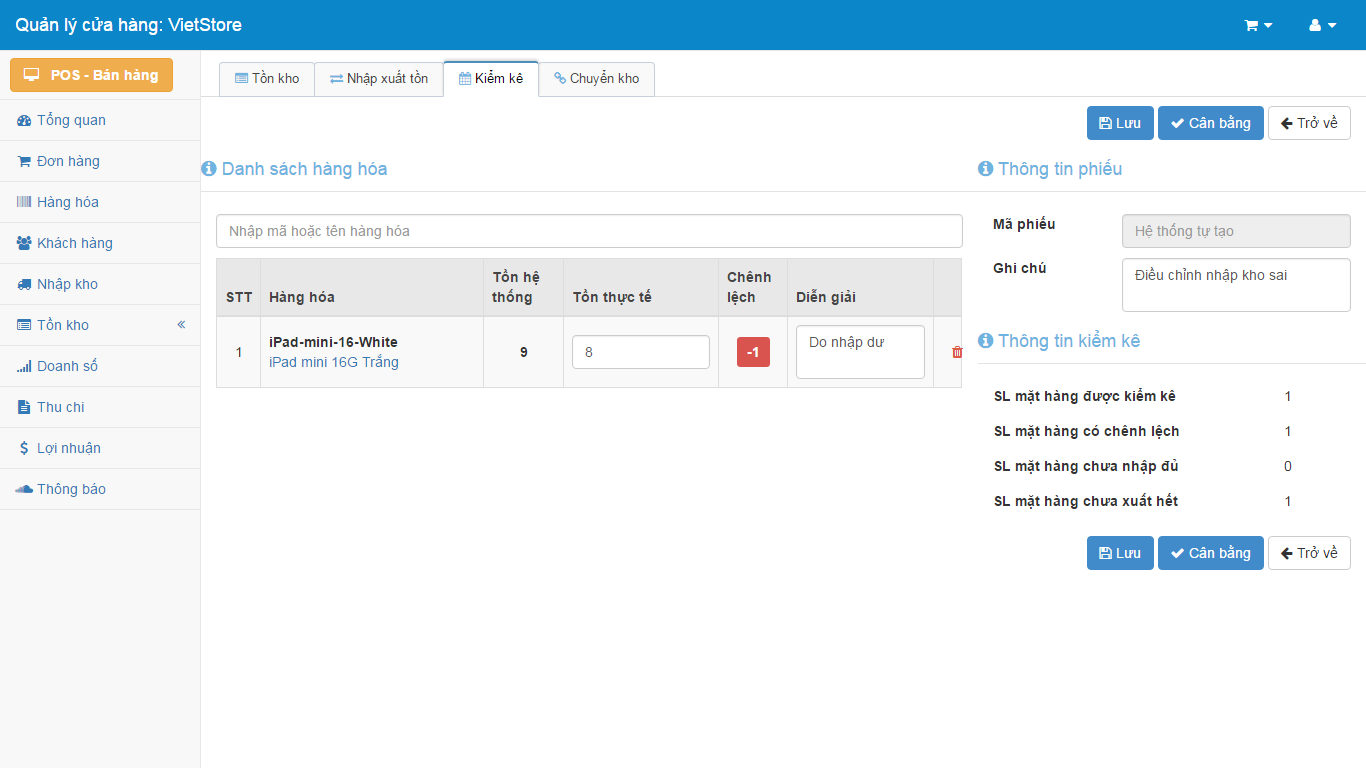 Quản lý cửa hàng: VietStore
POS - Bán hàng
Tổng quan
Đơn hàng
Hàng hóa
Khách hàng
Nhập kho
Tồn kho
Doanh số
Thu chi
Lợi nhuận
Thông báo
Tồn kho
Nhập xuất tồn
Kiểm kê
Chuyển kho
Lưu
Cân bằng
Trở về
Danh sách hàng hóa
Nhập mã hoặc tên hàng hóa
STT
Hàng hóa
Tồn hệ
thống
Tồn thực tế
Chênh
lệch
Diễn giải
1
iPad-mini-16-White
iPad mini 16G Trắng
9
8
-1
Do nhập dư
Thông tin phiếu
Mã phiếu
Hệ thống tự tạo
Ghi chú
Điều chỉnh nhập kho sai
Thông tin kiểm kê
SL mặt hàng được kiểm kê 1
SL mặt hàng có chênh lệch 1
SL mặt hàng chưa nhập đủ 0
SL mặt hàng chưa xuất hết 1
Lưu
Cân bằng
Trở về